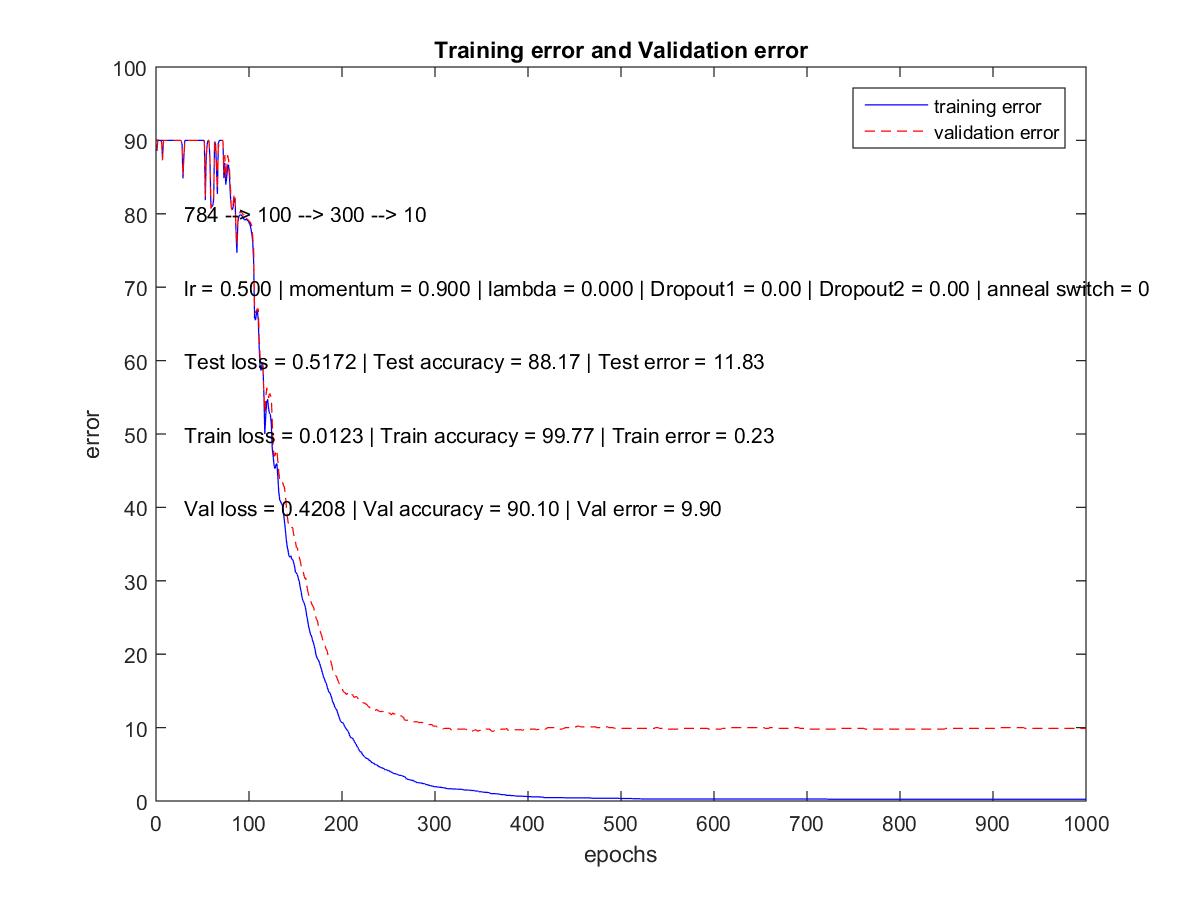 Training error and Validation error
100
90
80
70
60
50
40
30
20
10
0
error
training error
validation error
784 --> 100 --> 300 --> 10
lr = 0.500 | momentum = 0.900 | lambda = 0.000 | Dropout1 = 0.00 | Dropout2 = 0.00 | anneal switch = 0
Test loss = 0.5172 | Test accuracy = 88.17 | Test error = 11.83
Train loss = 0.0123 | Train accuracy = 99.77 | Train error = 0.23
Val loss = 0.4208 | Val accuracy = 90.10 | Val error = 9.90
0 100 200 300 400 500 600 700 800 900 1000
epochs